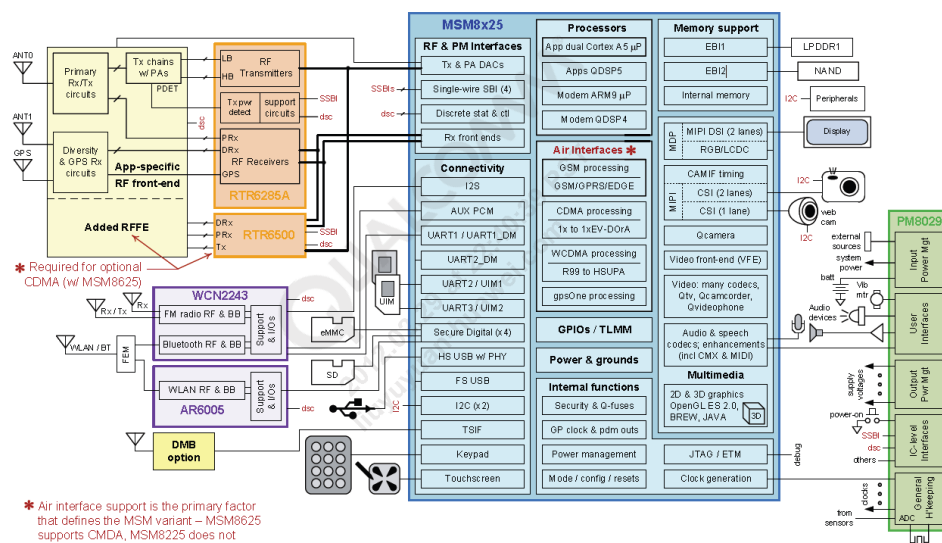 MSM8x25
RF & PM Interfaces
Tx & PA DACs
Single-wire SBI (4)
Discrete stat & ctl
Rx front ends
Connectivity
I2S
AUX PCM
UART1 / UART1_DM
UART2_DM
UART2 / UIM1
UART3 / UIM2
Secure Digital (x4)
HS USB w/ PHY
FS USB
I2C (x2)
TSIF
Keypad
Touchscreen
Processors
App dual Cortex A5 µP
Apps QDSP5
Modem ARM9 µP
Modem QDSP4
Air Interfaces *
GSM processing
GSM/GPRS/EDGE
CDMA processing
1x to 1xEV-DOrA
WCDMA processing
R99 to HSUPA
gpsOne processing
GPIOs / TLMM
Power & grounds
Internal functions
Security & Q-fuses
GP clock & pdm outs
Power management
Mode / config / resets
Memory support
EBI1
EBI2
Internal memory
MDP
MIPI DSI (2 lanes)
RGB/LCDC
CAMIF timing
MIPI
CSI (2 lanes)
CSI (1 lane)
Qcamera
Video front-end (VFE)
Video: many codecs,
Qtv, Qcamcorder,
Qvideophone
Audio & speech
codecs; enhancements
(incl CMX & MIDI)
Multimedia
2D & 3D graphics
OpenGL ES 2.0,
BREW, JAVA
3D
JTAG / ETM
Clock generation
debug
LPDDR1
NAND
I2C
Peripherals
Display
I2C
web
cam
I2C
PM8029
external
sources
system
power
batt
Input
Power Mgt
Vib
mtr
Audio
devices
User
Interfaces
supply
voltages
Output
Pwr Mgt
power-on
SSBI
dsc
others
IC-level
Interfaces
clocks
from
sensors
General
H'keeping
ADC
ANT0
ANT1
GPS
Primary
Rx/Tx
circuits
Tx chains
w/ PAs
PDET
LB
HB
dsc
Diversity
& GPS Rx
circuits
App-specific
RF front-end
PRx
DRx
GPS
RF
Transmitters
Tx pwr
detect
support
circuits
SSBI
dsc
RF Receivers
RTR6285A
SSBIs
dsc
Added RFFE
DRx
PRx
Tx
RTR6500
SSBI
dsc
* Required for optional
CDMA (w/ MSM8625)
WCN2243
Rx
Rx / Tx
FM radio RF & BB
Bluetooth RF & BB
Support
& I/Os
dsc
WLAN / BT
FEM
WLAN RF & BB
Support
& I/Os
AR6005
dsc
UIM
eMMC
SD
I2C
DMB
option
* Air interface support is the primary factor
that defines the MSM variant – MSM8625
supports CMDA, MSM8225 does not
QUALCOMM